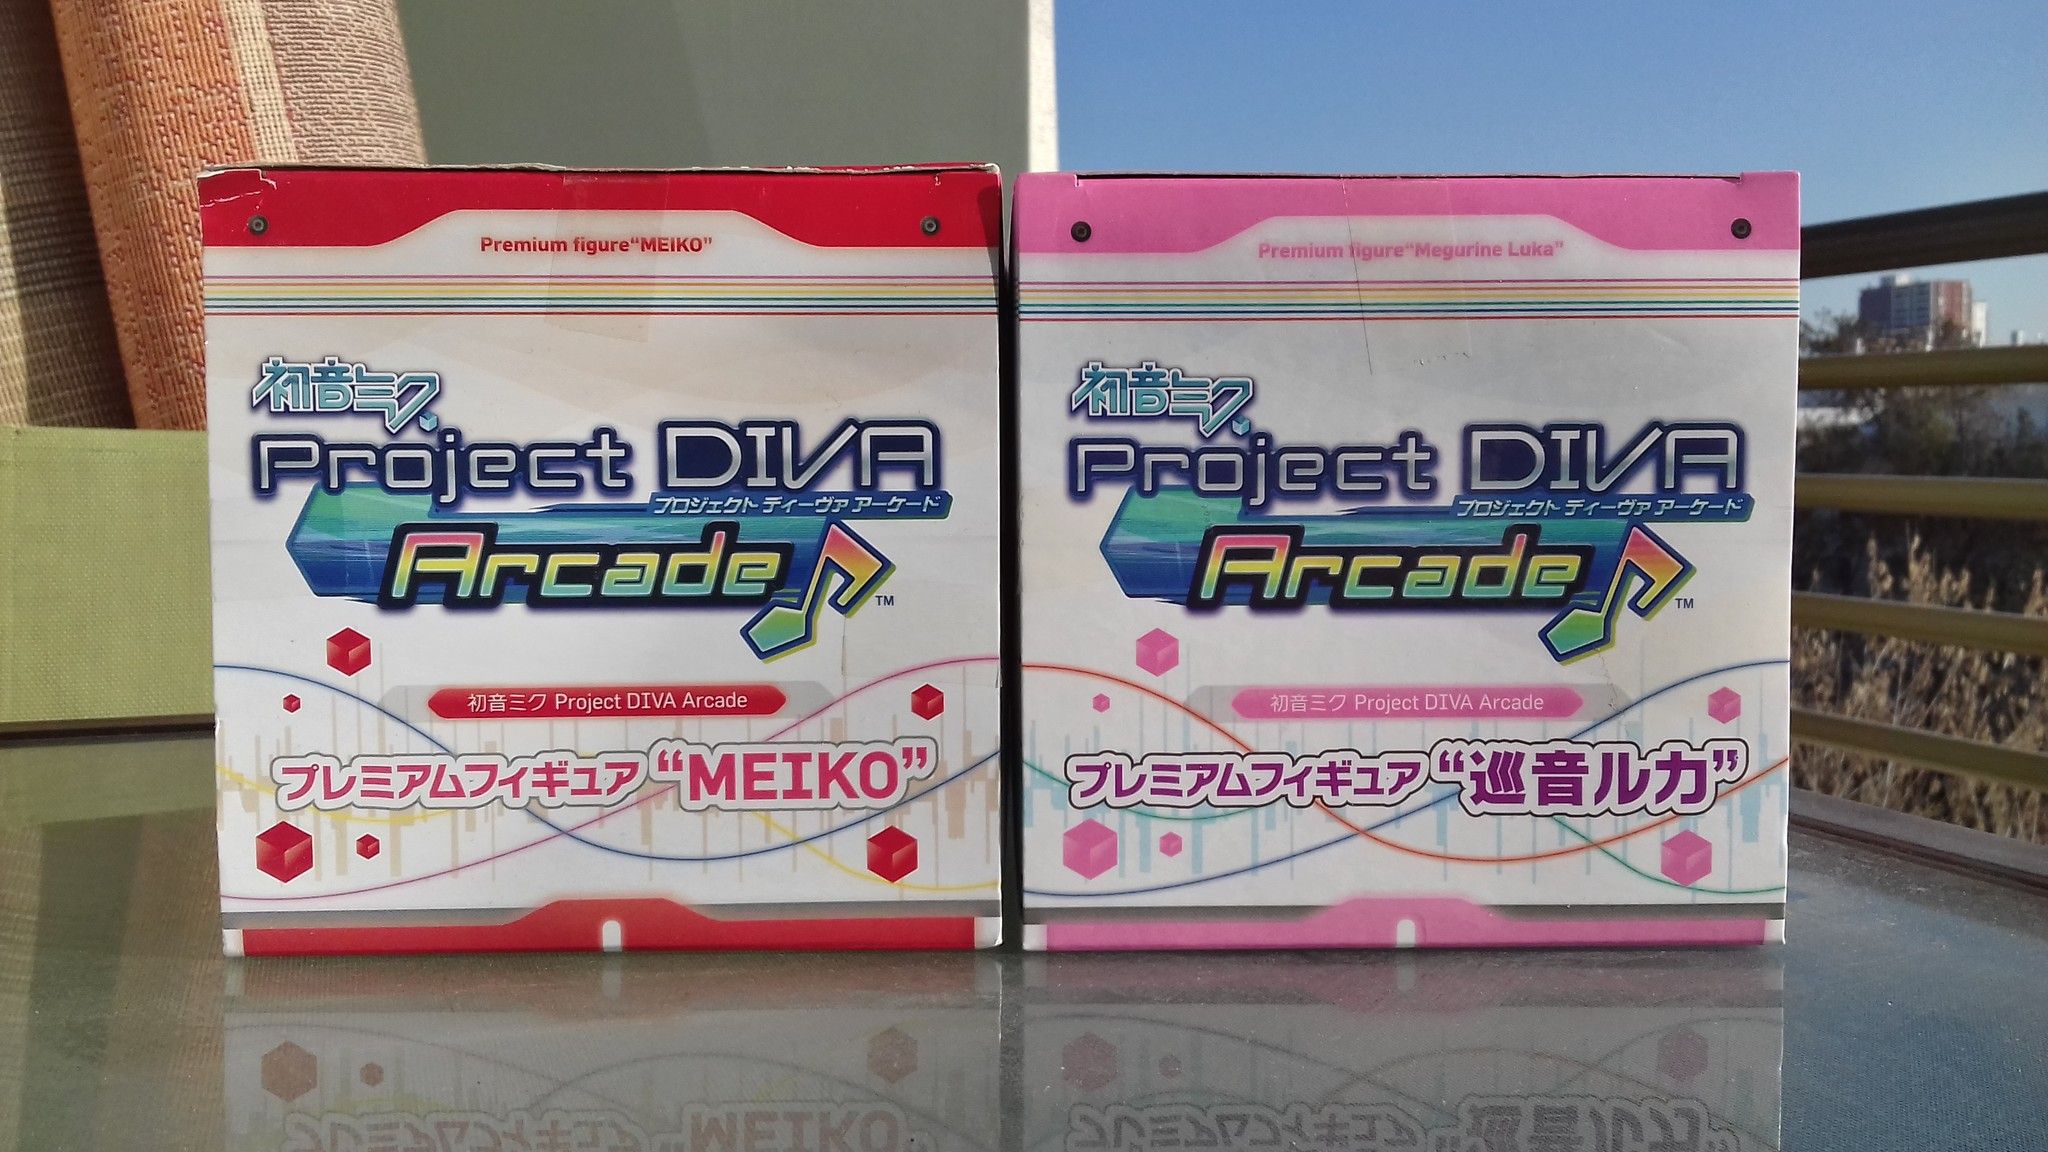 Premium figure“MEIKO”
初音ミク
Project DIVA
プロジェクト ディーヴァ アーケード
Arcade
TM
初音ミク Project DIVA Arcade
プレミアムフィギュア “MEIKO”
Premium figure“Megurine Luka”
初音ミク
Project DIVA
プロジェクト ディーヴァ アーケード
Arcade
TM
初音ミク Project DIVA Arcade
プレミアムフィギュア “巡音ルカ”